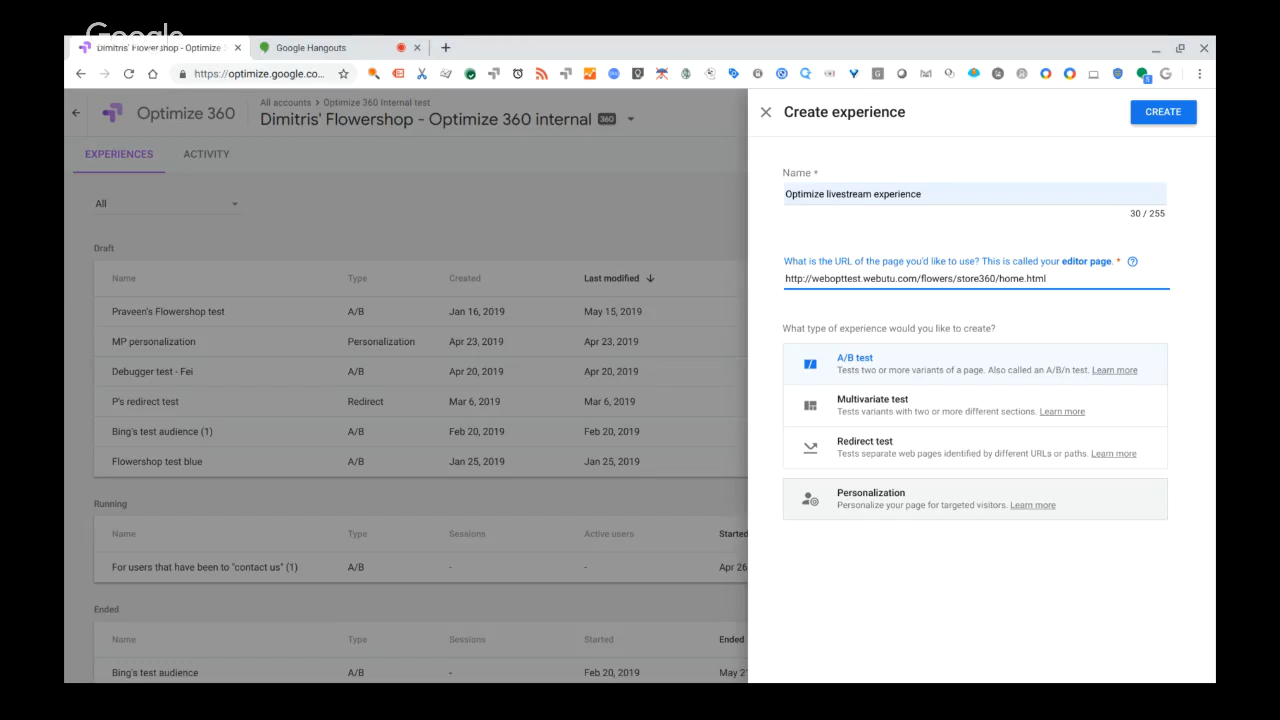 Google
Dimitris' Flowershop - Optimize
Google Hangouts
https://optimize.google.co...
Optimize 360
All accounts > Optimize 360 Internal test
Dimitris' Flowershop - Optimize 360 internal 360
EXPERIENCES ACTIVITY
All
Draft
Name Type Created Last modified
Praveen's Flowershop test A/B Jan 16, 2019 May 15, 2019
MP personalization Personalization Apr 23, 2019 Apr 23, 2019
Debugger test - Fei A/B Apr 20, 2019 Apr 20, 2019
P's redirect test Redirect Mar 6, 2019 Mar 6, 2019
Bing's test audience (1) A/B Feb 20, 2019 Feb 20, 2019
Flowershop test blue A/B Jan 25, 2019 Jan 25, 2019
Running
Name Type Sessions Active users Started
For users that have been to "contact us" (1) A/B - - Apr 26
Ended
Name Type Sessions Started Ended
Bing's test audience A/B - Feb 20, 2019 May 2
Create experience
CREATE
Name *
Optimize livestream experience
30 / 255
What is the URL of the page you'd like to use? This is called your editor page. *
http://webopttest.webutu.com/flowers/store360/home.html
What type of experience would you like to create?
A/B test
Tests two or more variants of a page. Also called an A/B/n test. Learn more
Multivariate test
Tests variants with two or more different sections. Learn more
Redirect test
Tests separate web pages identified by different URLs or paths. Learn more
Personalization
Personalize your page for targeted visitors. Learn more